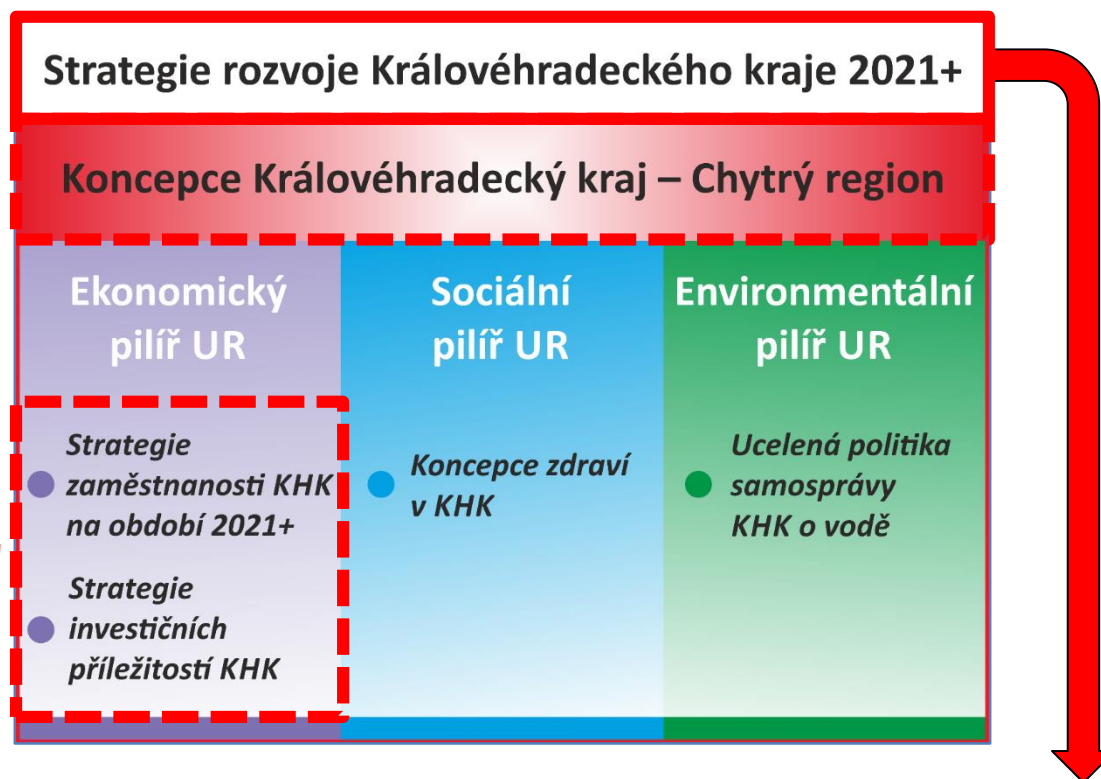 Strategie rozvoje Královéhradeckého kraje 2021+
Koncepce Královéhradecký kraj – Chytrý region
Ekonomický
pilíř UR
Strategie
zaměstnanosti KHK
na období 2021+
Strategie
investičních
příležitostí KHK
Sociální
pilíř UR
Koncepce zdraví
v KHK
Environmentální
pilíř UR
Ucelená politika
samosprávy
KHK o vodě